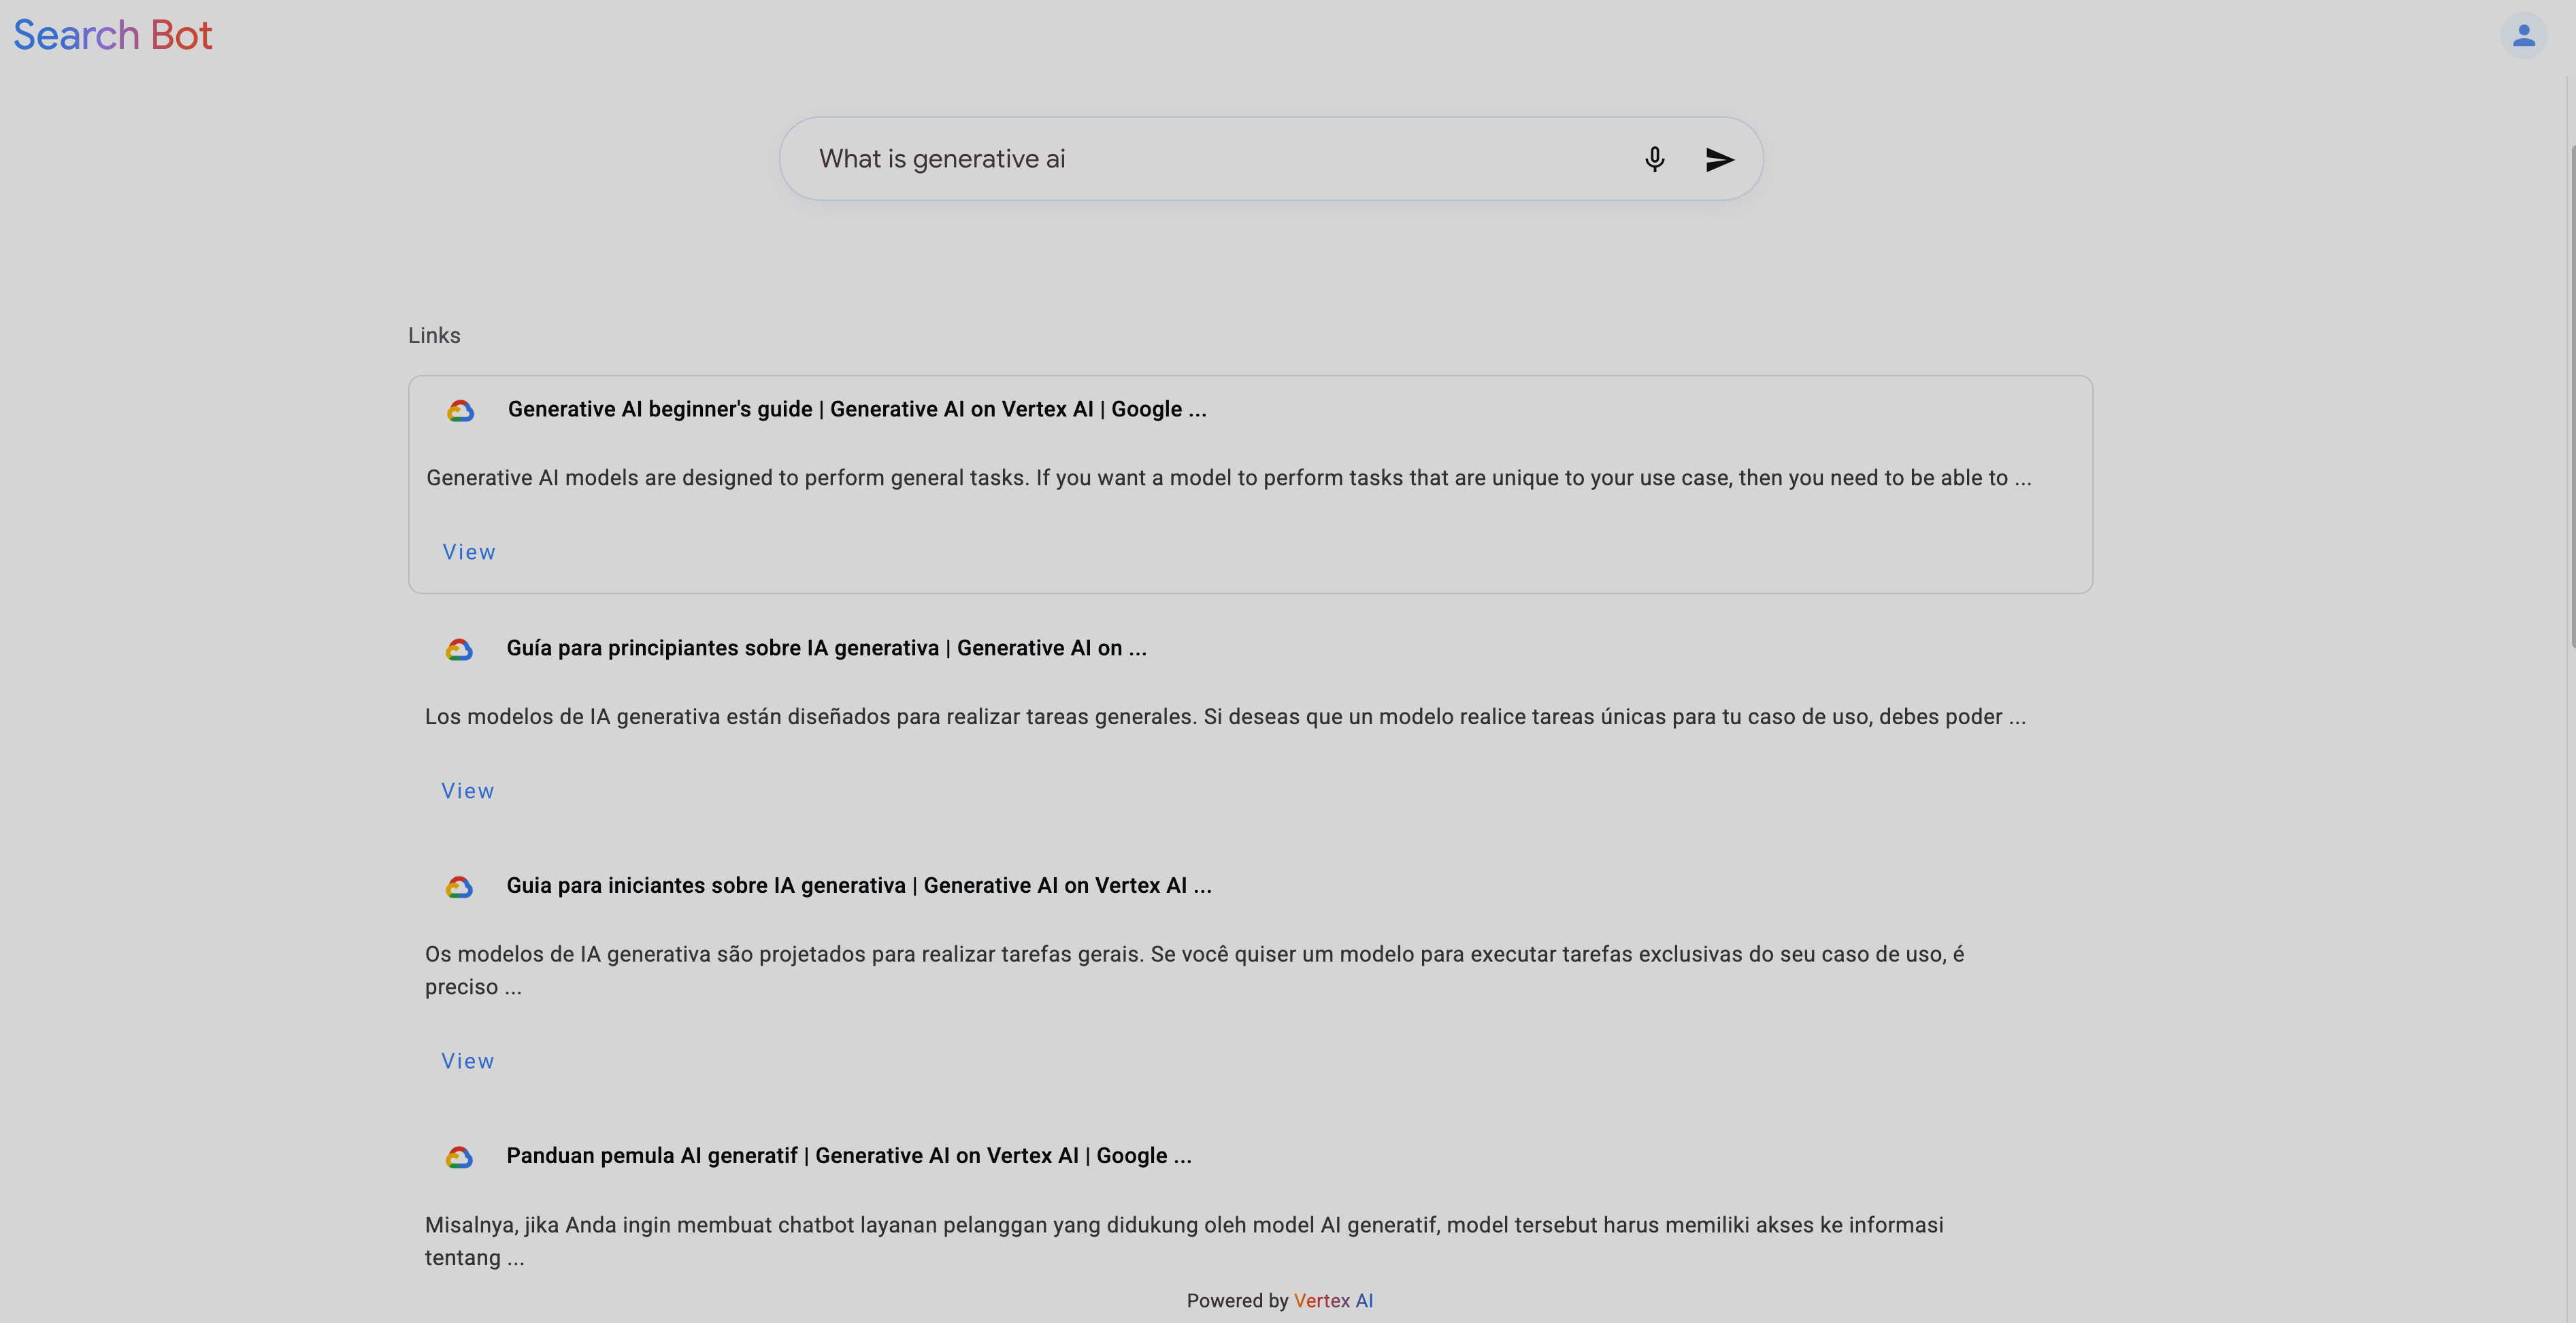 Search Bot
What is generative ai
Links
Generative AI beginner's guide | Generative AI on Vertex AI | Google ...
Generative AI models are designed to perform general tasks. If you want a model to perform tasks that are unique to your use case, then you need to be able to ...
View
Guía para principiantes sobre IA generativa | Generative AI on ...
Los modelos de IA generativa están diseñados para realizar tareas generales. Si deseas que un modelo realice tareas únicas para tu caso de uso, debes poder ...
View
Guia para iniciantes sobre IA generativa | Generative AI on Vertex AI ...
Os modelos de IA generativa são projetados para realizar tarefas gerais. Se você quiser um modelo para executar tarefas exclusivas do seu caso de uso, é
preciso ...
View
Panduan pemula AI generatif | Generative AI on Vertex AI | Google ...
Misalnya, jika Anda ingin membuat chatbot layanan pelanggan yang didukung oleh model AI generatif, model tersebut harus memiliki akses ke informasi
tentang ...
Powered by Vertex AI